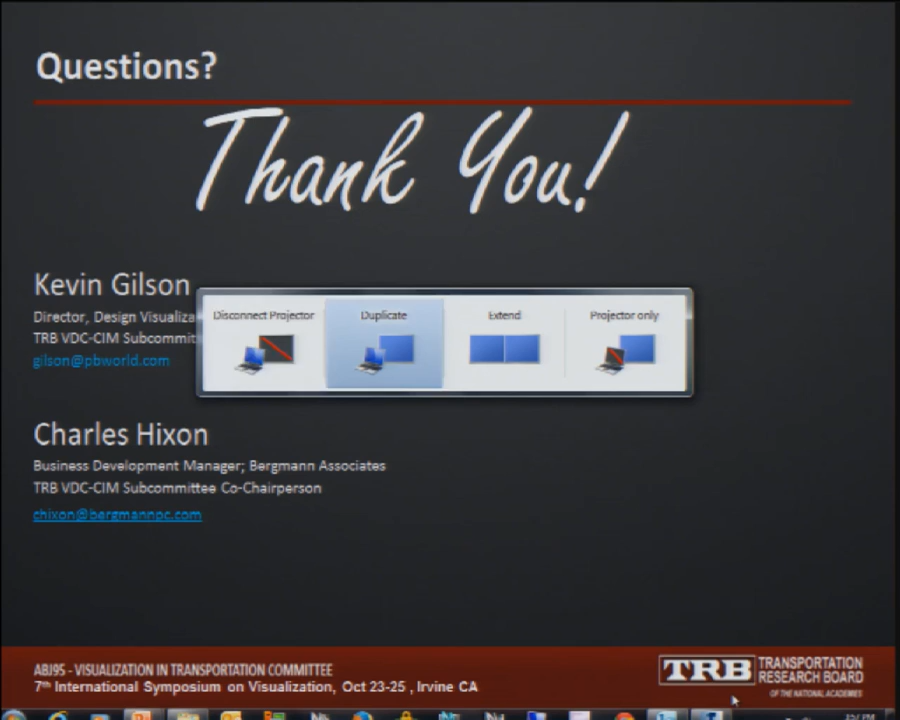 Questions?
Thank You!
Kevin Gilson
Director, Design Visualiza
TRB VDC-CIM Subcommit
gilson@pbworld.com
Disconnect Projector
Duplicate
Extend
Projector only
Charles Hixon
Business Development Manager; Bergmann Associates
TRB VDC-CIM Subcommittee Co-Chairperson
chixon@bergmannpc.com
ABJ95 - VISUALIZATION IN TRANSPORTATION COMMITTEE
7th International Symposium on Visualization, Oct 23-25 , Irvine CA
TRB TRANSPORTATION
RESEARCH BOARD
OF THE NATIONAL ACADEMIES